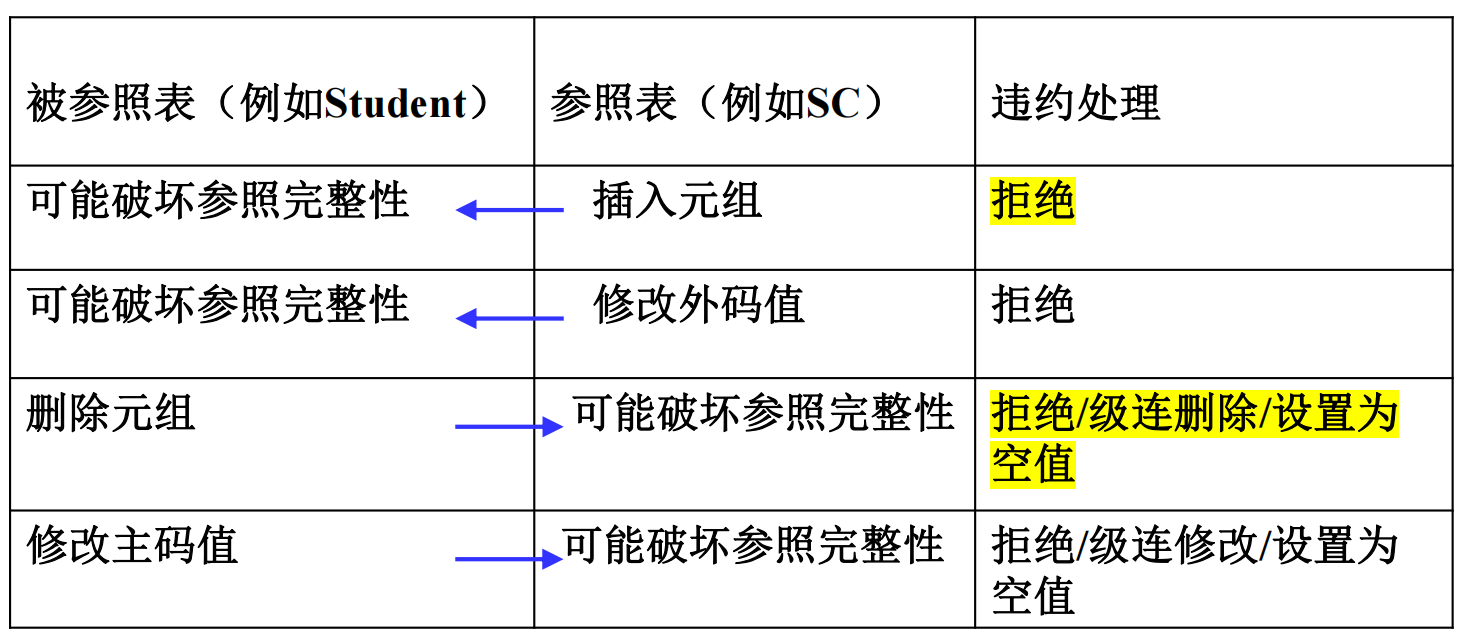 被参照表（例如Student） 参照表（例如SC） 违约处理
可能破坏参照完整性 插入元组 拒绝
可能破坏参照完整性 修改外码值 拒绝
删除元组 可能破坏参照完整性 拒绝/级连删除/设置为
空值
修改主码值 可能破坏参照完整性 拒绝/级连修改/设置为
空值